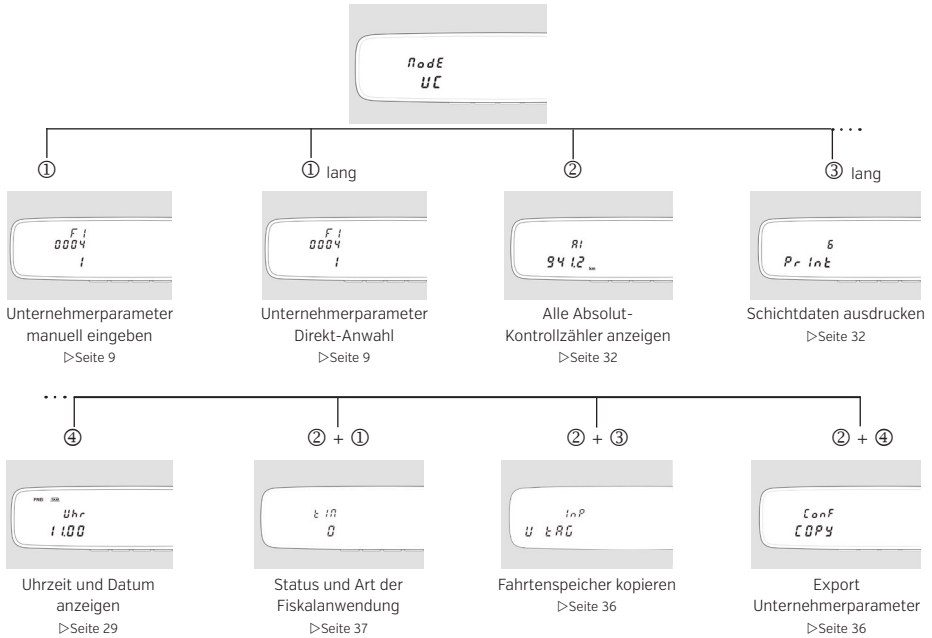 ModE
UC
① ① lang ② ③ lang
F1
0004
1
F1
0004
1
A1
941.2 km
6
Print
Unternehmerparameter
manuell eingeben
▷Seite 9
Unternehmerparameter
Direkt-Anwahl
▷Seite 9
Alle Absolut-
Kontrollzähler anzeigen
▷Seite 32
Schichtdaten ausdrucken
▷Seite 32
④ ② + ① ② + ③ ② + ④
FREI
Uhr
11.00
tIM
0
InP
U tAG
ConF
COPY
Uhrzeit und Datum
anzeigen
▷Seite 29
Status und Art der
Fiskalanwendung
▷Seite 37
Fahrtenspeicher kopieren
▷Seite 36
Export
Unternehmerparameter
▷Seite 36